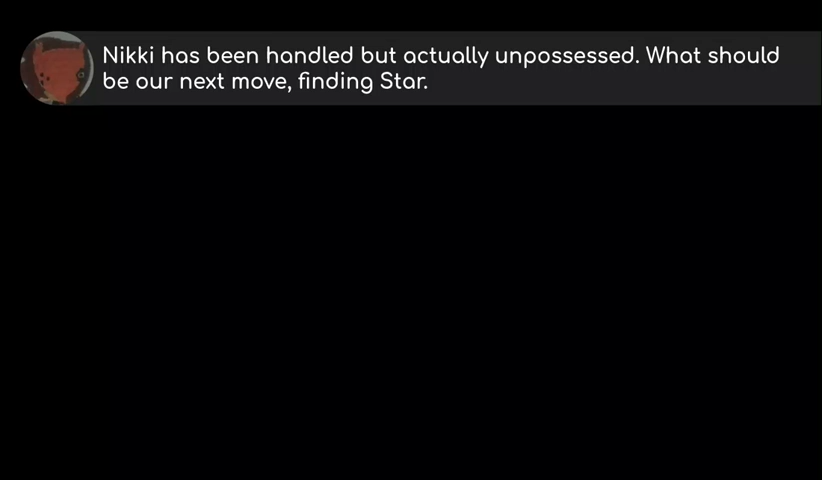 Nikki has been handled but actually unpossessed. What should
be our next move, finding Star.